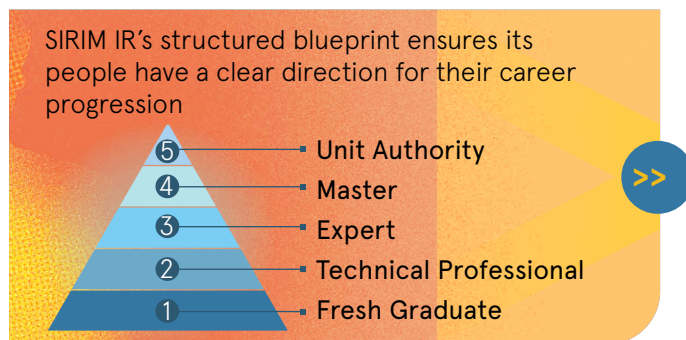 SIRIM IR's structured blueprint ensures its
people have a clear direction for their career
progression
5 Unit Authority
4 Master
3 Expert
2 Technical Professional
1 Fresh Graduate
>>